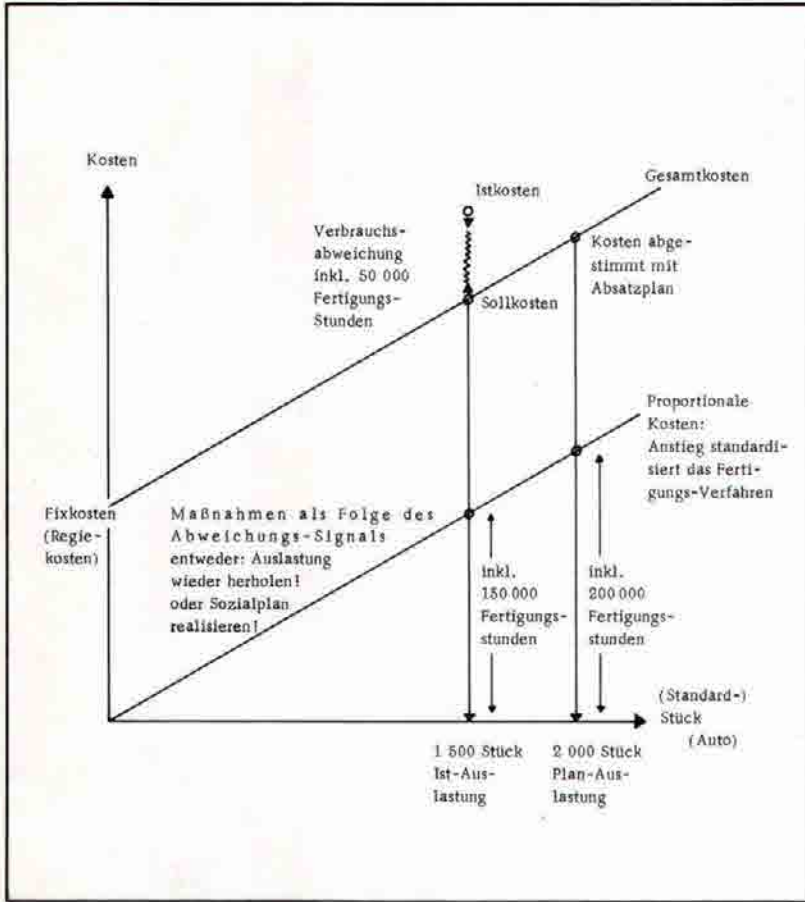 Kosten
Istkosten
Gesamtkosten
Verbrauchs-
abweichung
inkl. 50 000
Fertigungs-
Stunden
Sollkosten
Kosten abge-
stimmt mit
Absatzplan
Proportionale
Kosten:
Anstieg standardi-
siert das Ferti-
gungs-Verfahren
Fixkosten
(Regie-
kosten)
Maßnahmen als Folge des
Abweichungs-Signals
entweder: Auslastung
wieder herholen!
oder Sozialplan
realisieren!
inkl.
150 000
Fertigungs-
stunden
inkl.
200 000
Fertigungs-
stunden
(Standard-)
Stück
(Auto)
1 500 Stück
Ist-Aus-
lastung
2 000 Stück
Plan-Aus-
lastung